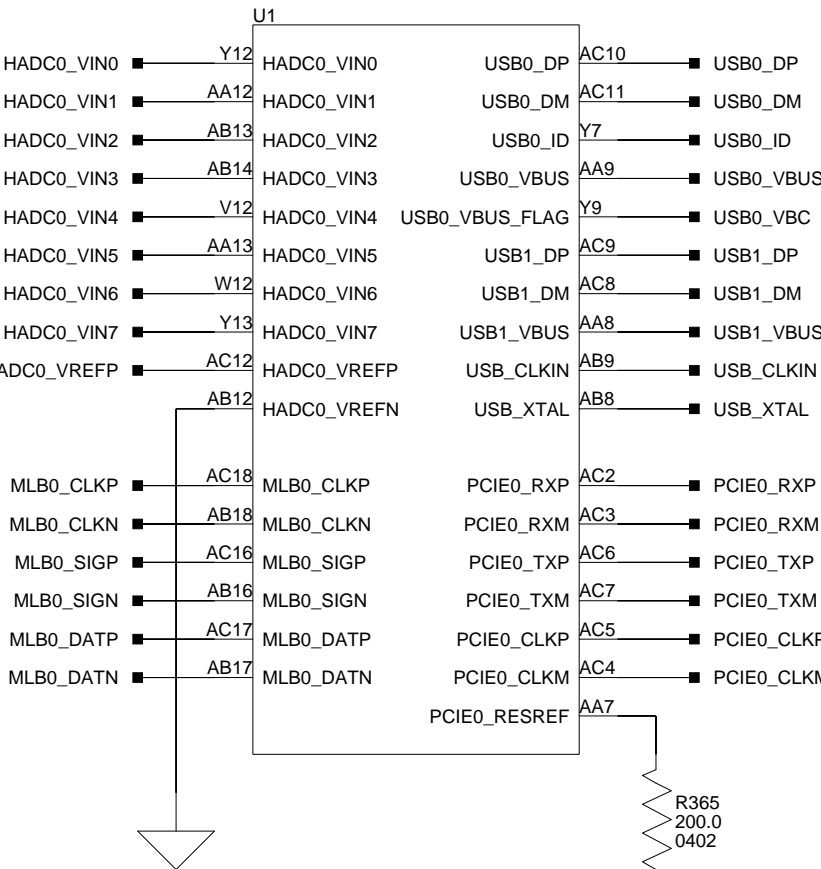 U1
HADC0_VIN0 Y12 HADC0_VIN0 USB0_DP AC10 USB0_DP
HADC0_VIN1 AA12 HADC0_VIN1 USB0_DM AC11 USB0_DM
HADC0_VIN2 AB13 HADC0_VIN2 USB0_ID Y7 USB0_ID
HADC0_VIN3 AB14 HADC0_VIN3 USB0_VBUS AA9 USB0_VBUS
HADC0_VIN4 V12 HADC0_VIN4 USB0_VBUS_FLAG Y9 USB0_VBC
HADC0_VIN5 AA13 HADC0_VIN5 USB1_DP AC9 USB1_DP
HADC0_VIN6 W12 HADC0_VIN6 USB1_DM AC8 USB1_DM
HADC0_VIN7 Y13 HADC0_VIN7 USB1_VBUS AA8 USB1_VBUS
ADC0_VREFP AC12 HADC0_VREFP USB_CLKIN AB9 USB_CLKIN
AB12 HADC0_VREFN USB_XTAL AB8 USB_XTAL
MLB0_CLKP AC18 MLB0_CLKP PCIE0_RXP AC2 PCIE0_RXP
MLB0_CLKN AB18 MLB0_CLKN PCIE0_RXM AC3 PCIE0_RXM
MLB0_SIGP AC16 MLB0_SIGP PCIE0_TXP AC6 PCIE0_TXP
MLB0_SIGN AB16 MLB0_SIGN PCIE0_TXM AC7 PCIE0_TXM
MLB0_DATP AC17 MLB0_DATP PCIE0_CLKP AC5 PCIE0_CLKP
MLB0_DATN AB17 MLB0_DATN PCIE0_CLKM AC4 PCIE0_CLKM
PCIE0_RESREF AA7
R365
200.0
0402